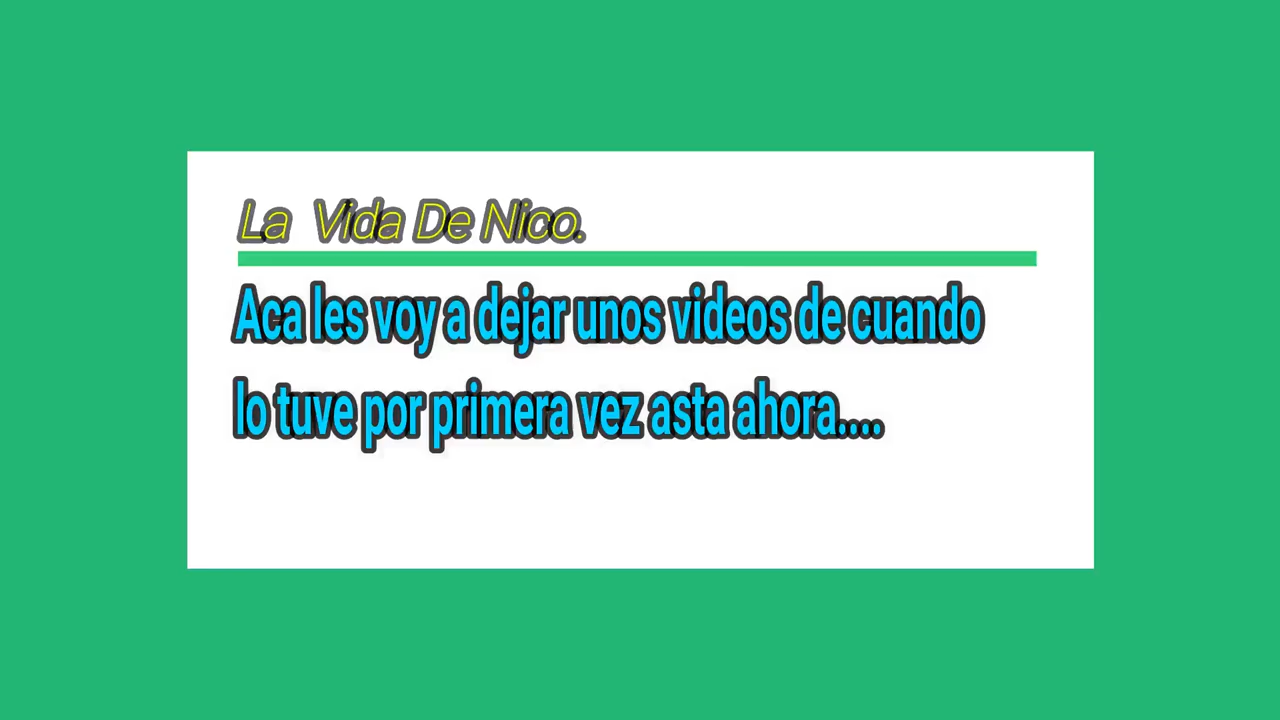 La Vida De Nico.
Aca les voy a dejar unos videos de cuando
lo tuve por primera vez asta ahora....